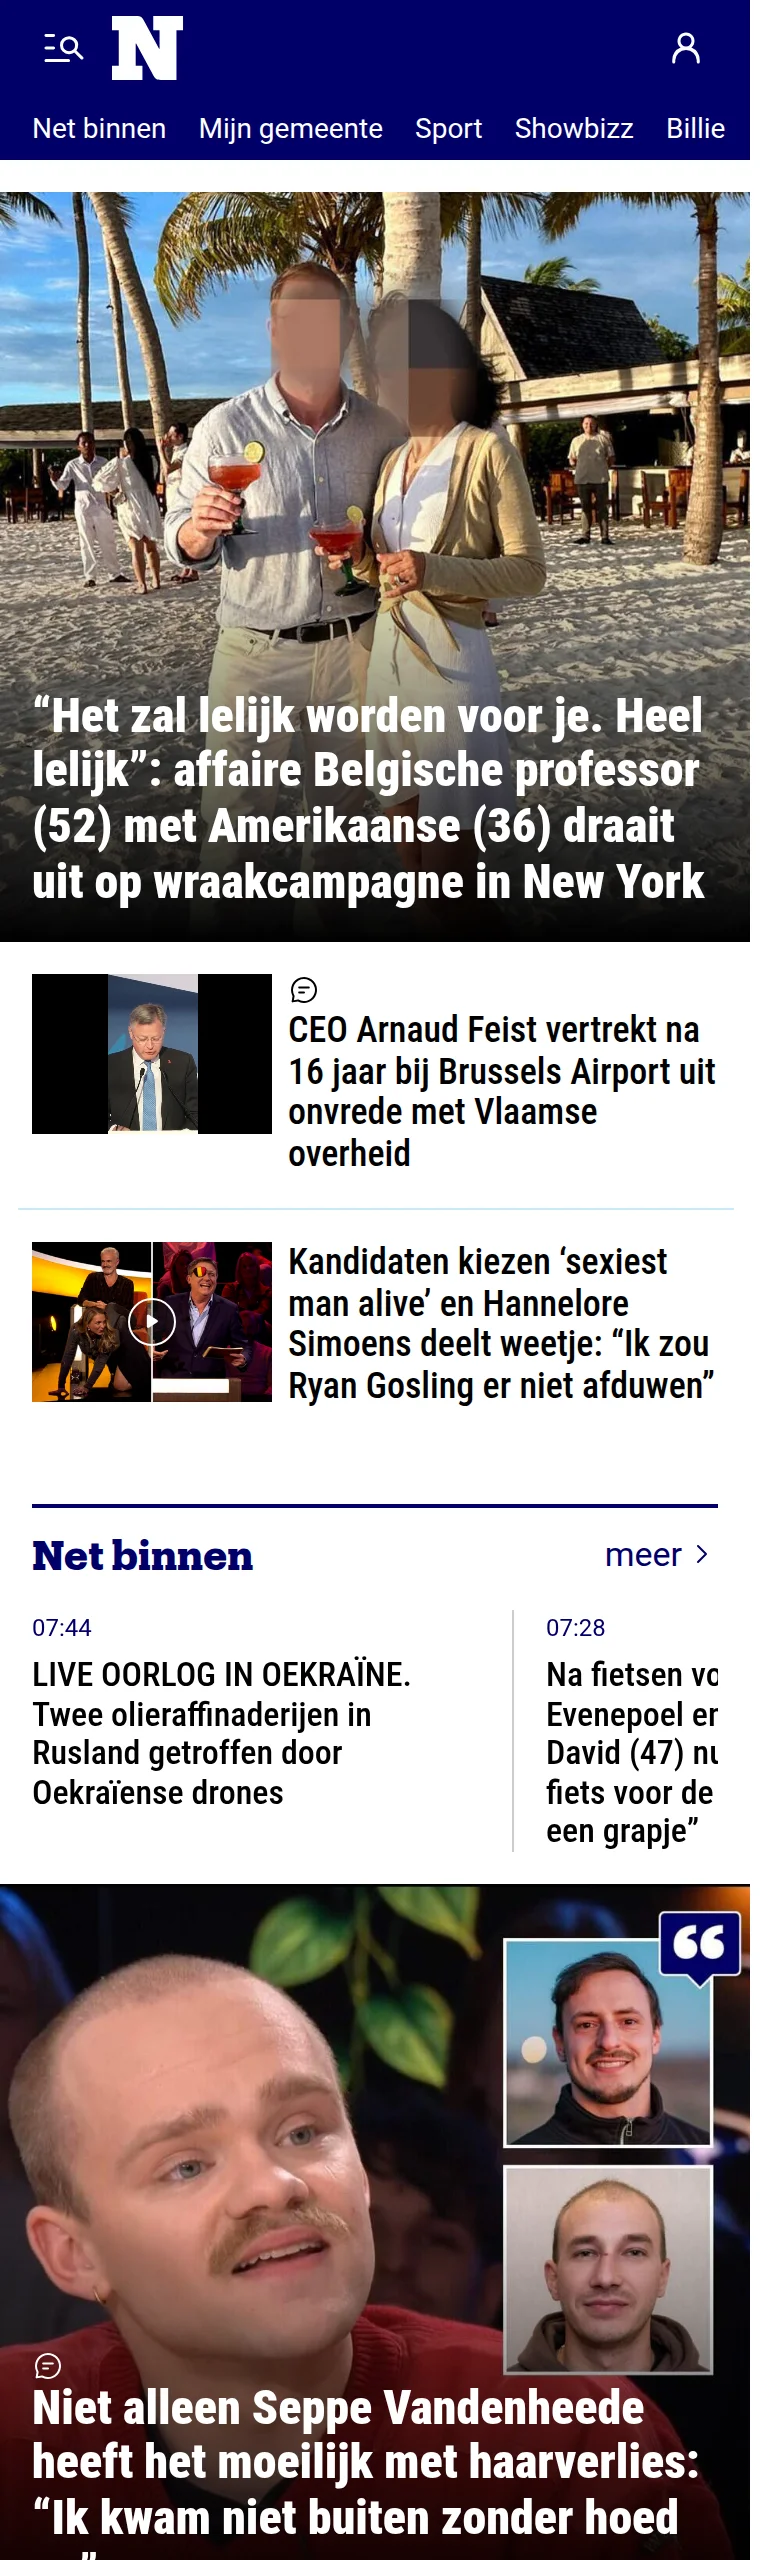 N
Net binnen Mijn gemeente Sport Showbizz Billie
“Het zal lelijk worden voor je. Heel
lelijk”: affaire Belgische professor
(52) met Amerikaanse (36) draait
uit op wraakcampagne in New York
CEO Arnaud Feist vertrekt na
16 jaar bij Brussels Airport uit
onvrede met Vlaamse
overheid
Kandidaten kiezen ‘sexiest
man alive’ en Hannelore
Simoens deelt weetje: “Ik zou
Ryan Gosling er niet afduwen”
Net binnen
meer
07:44
LIVE OORLOG IN OEKRAÏNE.
Twee olieraffinaderijen in
Rusland getroffen door
Oekraïense drones
07:28
Na fietsen
Evenepoel
David (47)
fiets voor de
een grapje”
Niet alleen Seppe Vandenheede
heeft het moeilijk met haarverlies:
“Ik kwam niet buiten zonder hoed